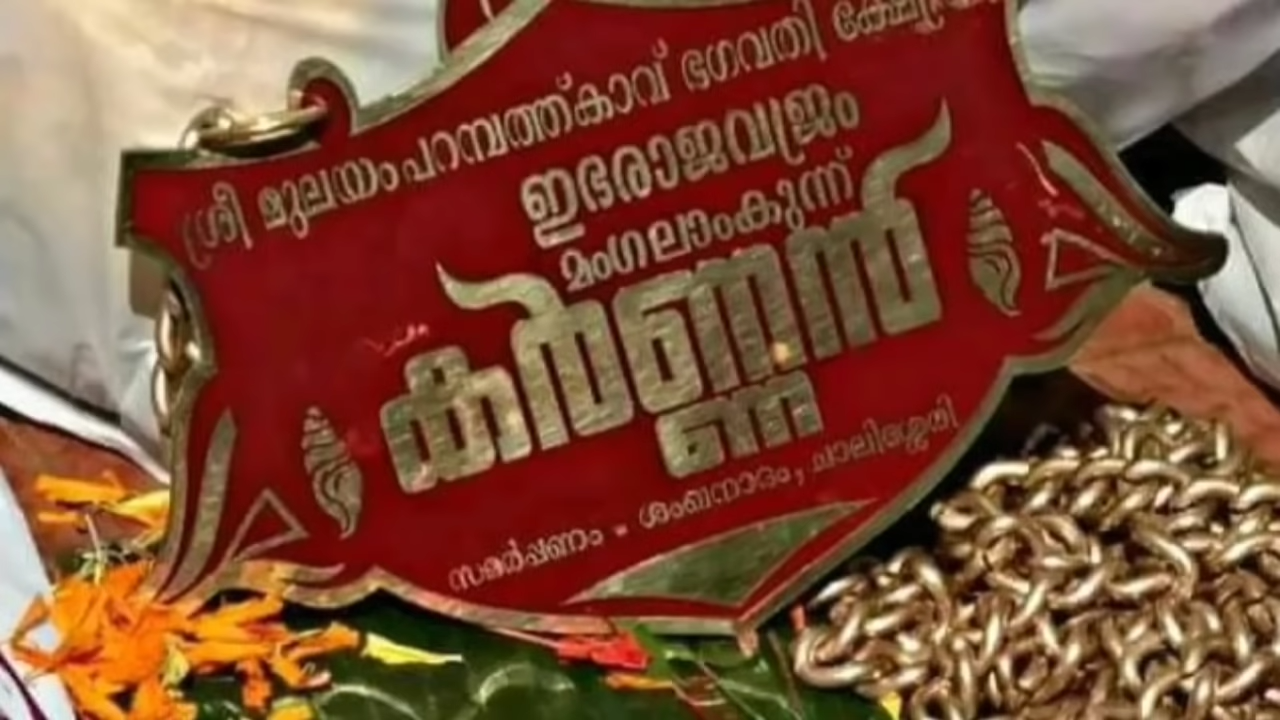 ശ്രീ മുലയംപറമ്പത്ത്കാവ് ഭഗവതി ക്ഷേത്രം
ഇഭരാജവജ്രം
മംഗലാംകുന്ന്
കർണ്ണൻ
സമർപ്പണം - ശംഖനാദം, ചാലിശ്ശേരി